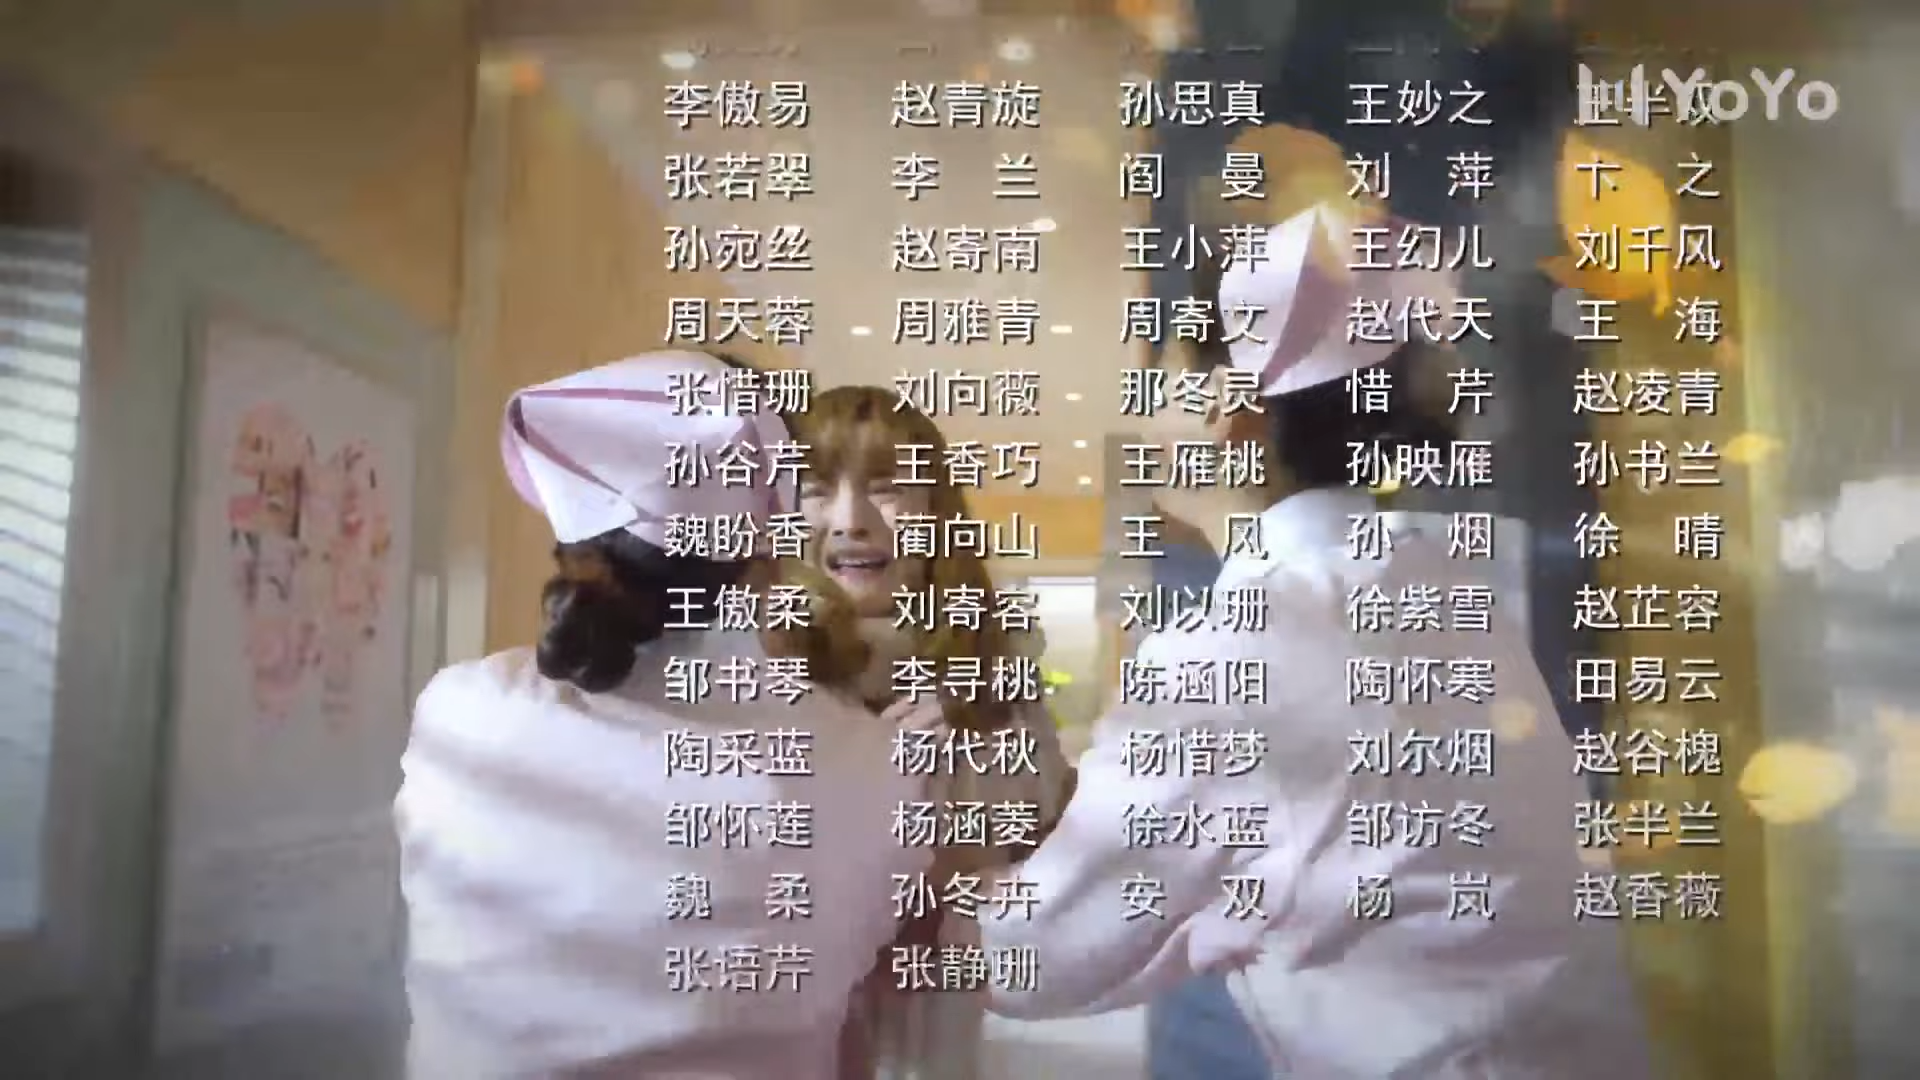 YoYo
李傲易 赵青旋 孙思真 王妙之
张若翠 李 兰 阎 曼 刘 萍 卞 之
孙宛丝 赵寄南 王小萍 王幻儿 刘千风
周天蓉 周雅青 周寄文 赵代天 王 海
张惜珊 刘向薇 那冬灵 惜 芹 赵凌青
孙谷芹 王香巧 王雁桃 孙映雁 孙书兰
魏盼香 蔺向山 王 风 孙 烟 徐 晴
王傲柔 刘寄容 刘以珊 徐紫雪 赵芷容
邹书琴 李寻桃 陈涵阳 陶怀寒 田易云
陶采蓝 杨代秋 杨惜梦 刘尔烟 赵谷槐
邹怀莲 杨涵菱 徐水蓝 邹访冬 张半兰
魏 柔 孙冬卉 安 双 杨 岚 赵香薇
张语芹 张静珊